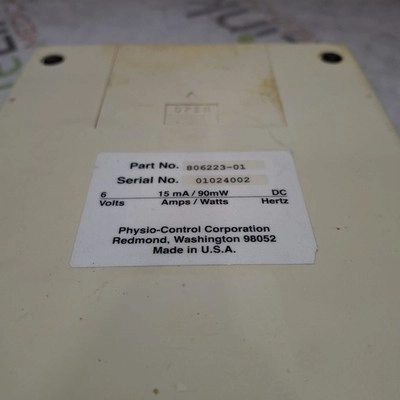 OPEN
Part No. 806223-01
Serial No. 01024002
6 15 mA / 90mW DC
Volts Amps / Watts Hertz
Physio-Control Corporation
Redmond, Washington 98052
Made in U.S.A.